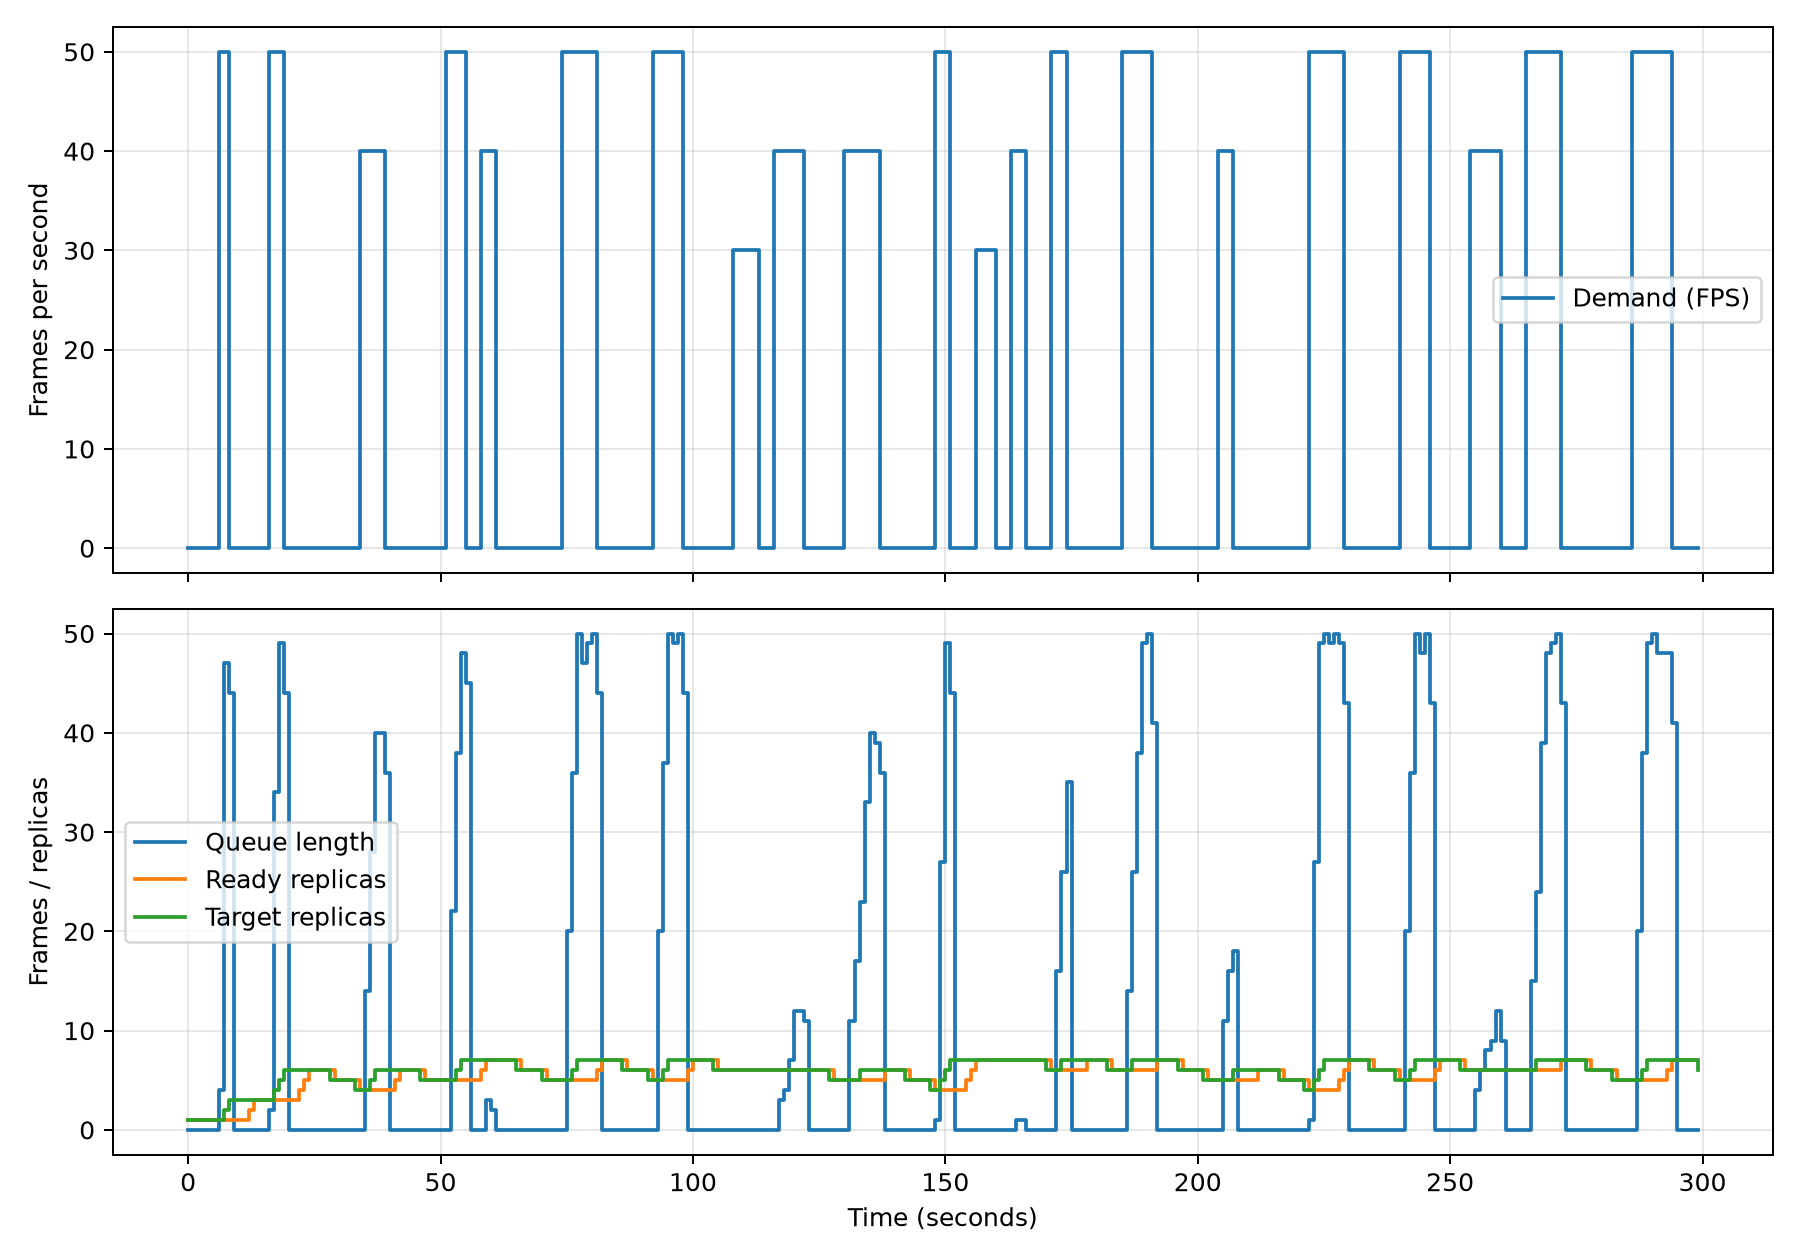 50
40
30
20
10
0
Frames per second
Demand (FPS)
50
40
30
20
10
0
Frames / replicas
Queue length
Ready replicas
Target replicas
0 50 100 150 200 250 300
Time (seconds)